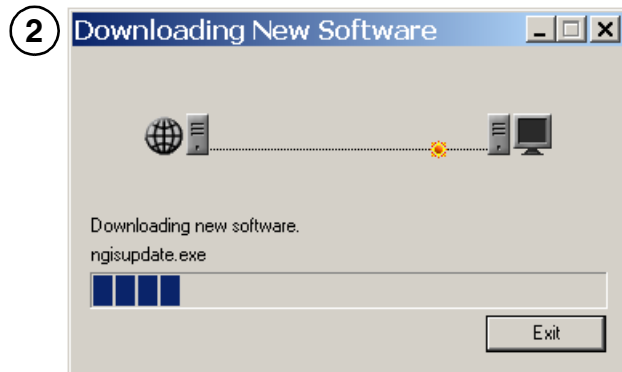 2
Downloading New Software
Downloading new software.
ngisupdate.exe
Exit